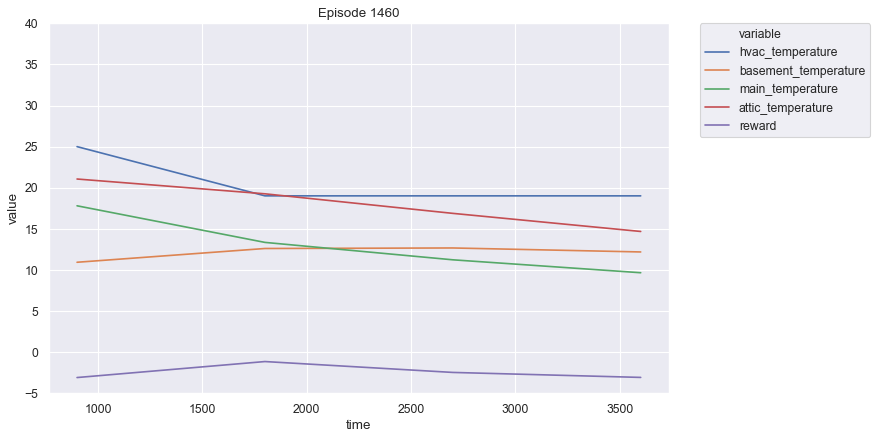 Episode 1460
40
35
30
25
20
15
10
5
0
−5
value
1000 1500 2000 2500 3000 3500
time
variable
hvac_temperature
basement_temperature
main_temperature
attic_temperature
reward